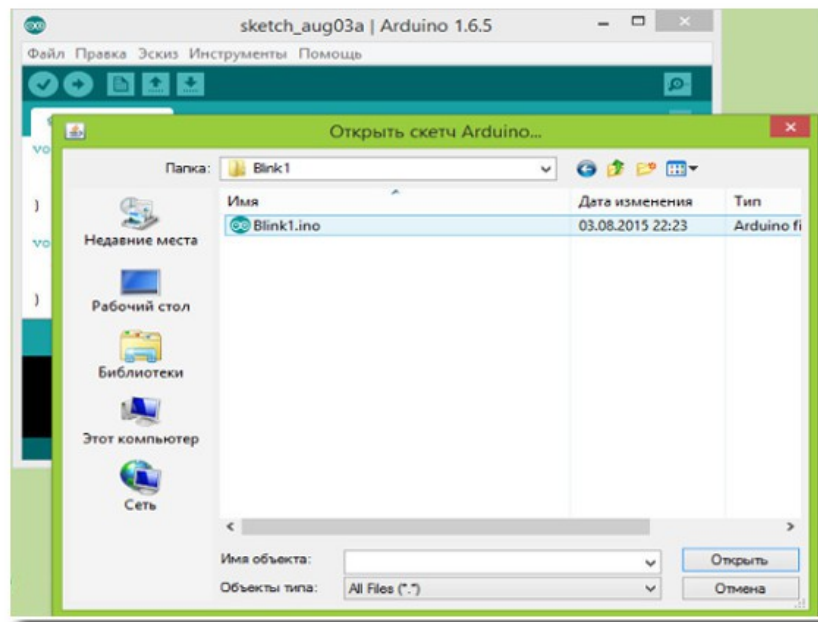 sketch_aug03a | Arduino 1.6.5
Файл Правка Эскиз Инструменты Помощь
Открыть скетч Arduino...
vo
Папка: Blink1
Имя Дата изменения Тип
}
Blink1.ino 03.08.2015 22:23 Arduino fi
Недавние места
vo
}
Рабочий стол
Библиотеки
Этот компьютер
Сеть
Имя объекта: Открыть
Объекты типа: All Files (*.*) Отмена